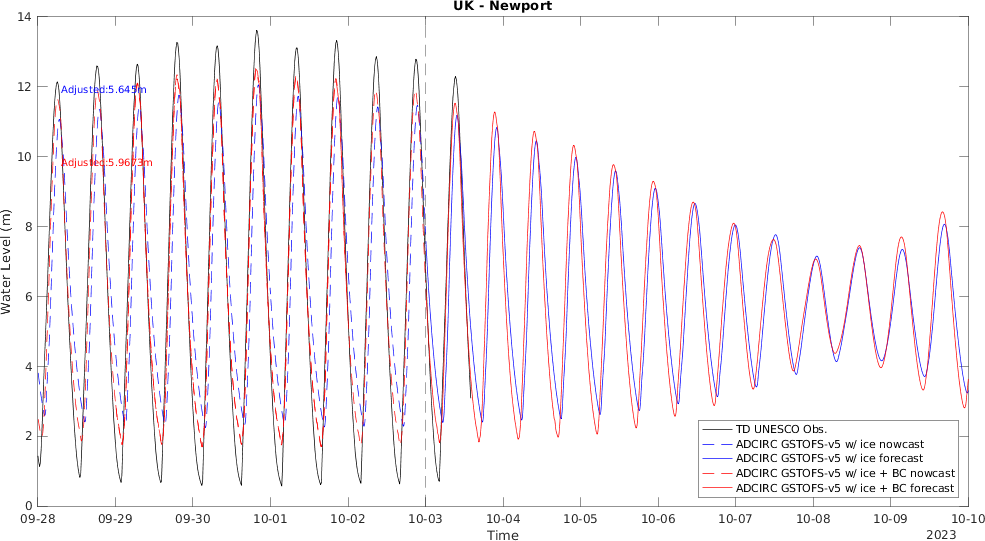 UK - Newport
14
12
10
8
6
4
2
0
Water Level (m)
Adjusted:5.645m
Adjusted:5.9673m
TD UNESCO Obs.
ADCIRC GSTOFS-v5 w/ ice nowcast
ADCIRC GSTOFS-v5 w/ ice forecast
ADCIRC GSTOFS-v5 w/ ice + BC nowcast
ADCIRC GSTOFS-v5 w/ ice + BC forecast
09-28 09-29 09-30 10-01 10-02 10-03 10-04 10-05 10-06 10-07 10-08 10-09 10-10
Time
2023